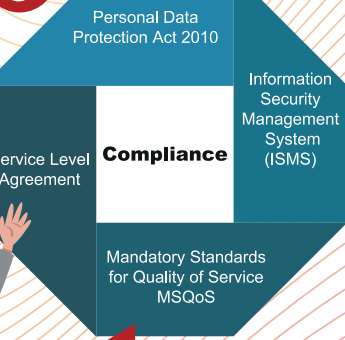 Personal Data
Protection Act 2010
Information
Security
Management
System
(ISMS)
Compliance
ervice Level
Agreement
Mandatory Standards
for Quality of Service
MSQoS